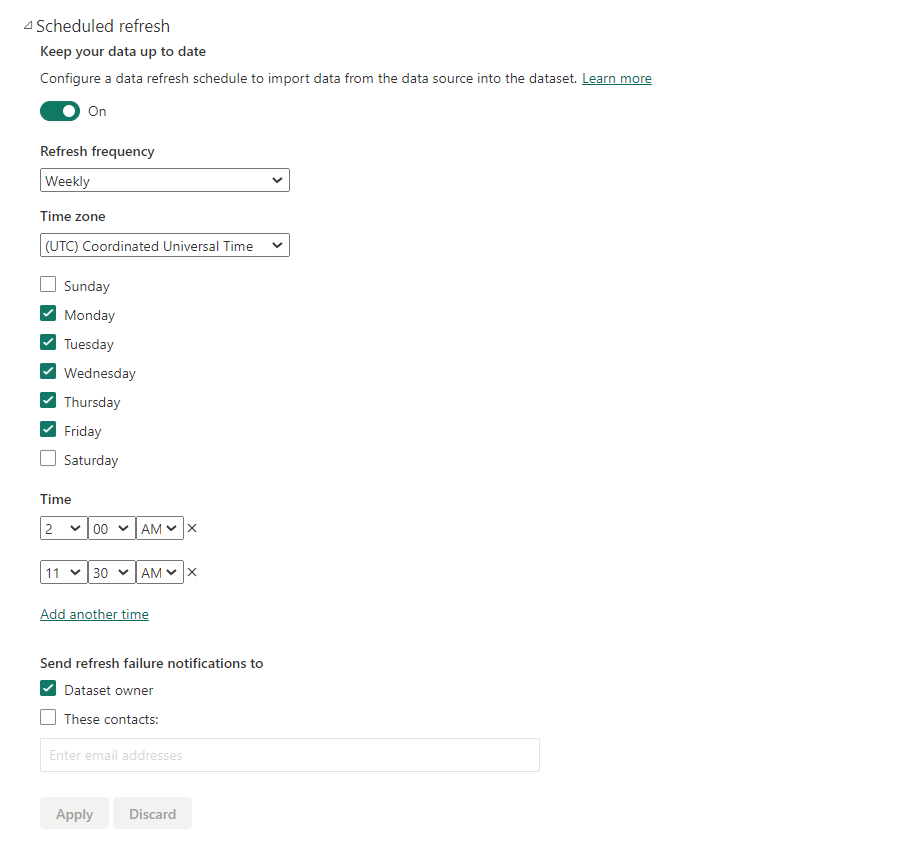 Scheduled refresh
Keep your data up to date
Configure a data refresh schedule to import data from the data source into the dataset. Learn more
On
Refresh frequency
Weekly
Time zone
(UTC) Coordinated Universal Time
Sunday
Monday
Tuesday
Wednesday
Thursday
Friday
Saturday
Time
2 00 AM
11 30 AM
Add another time
Send refresh failure notifications to
Dataset owner
These contacts:
Enter email addresses
Apply Discard